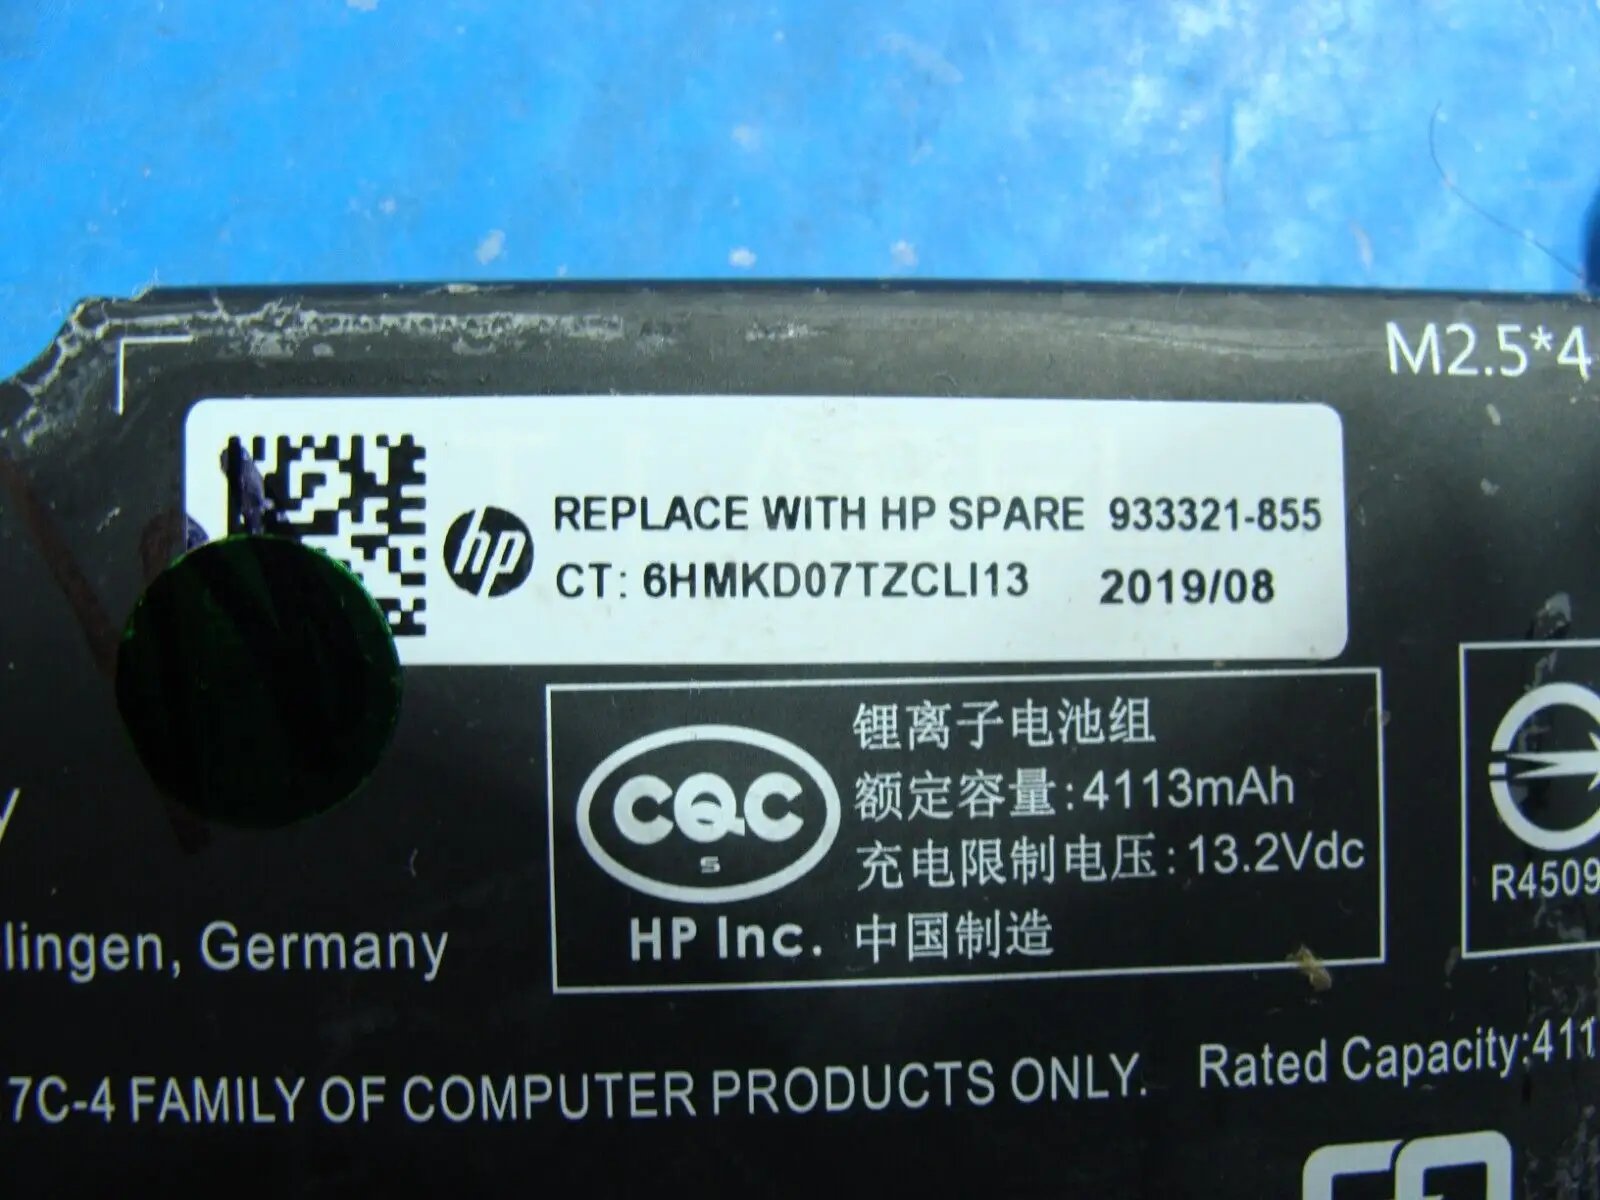 M2.5*4
hp
REPLACE WITH HP SPARE 933321-855
CT: 6HMKD07TZCLI13 2019/08
CQC
S
HP Inc.
锂离子电池组
额定容量:4113mAh
充电限制电压:13.2Vdc
中国制造
R4509
lingen, Germany
7C-4 FAMILY OF COMPUTER PRODUCTS ONLY. Rated Capacity:411